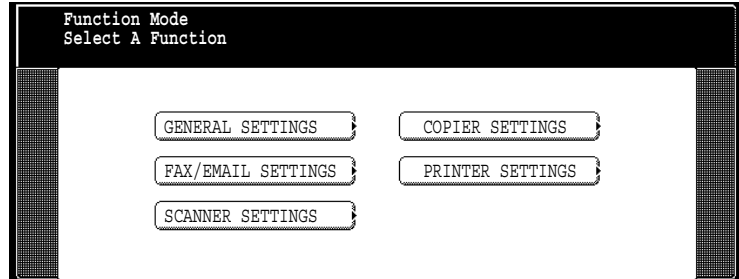 Function Mode
Select A Function
GENERAL SETTINGS
COPIER SETTINGS
FAX/EMAIL SETTINGS
PRINTER SETTINGS
SCANNER SETTINGS